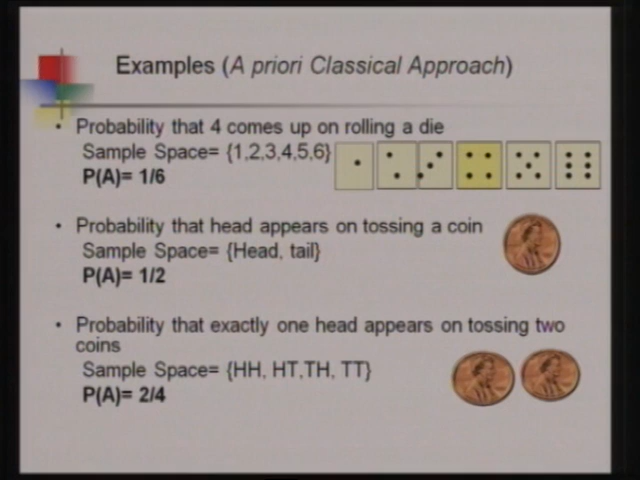 Examples (A priori Classical Approach)
• Probability that 4 comes up on rolling a die
Sample Space= {1,2,3,4,5,6}
P(A)= 1/6
• Probability that head appears on tossing a coin
Sample Space= {Head, tail}
P(A)= 1/2
• Probability that exactly one head appears on tossing two
coins
Sample Space= {HH, HT,TH, TT}
P(A)= 2/4